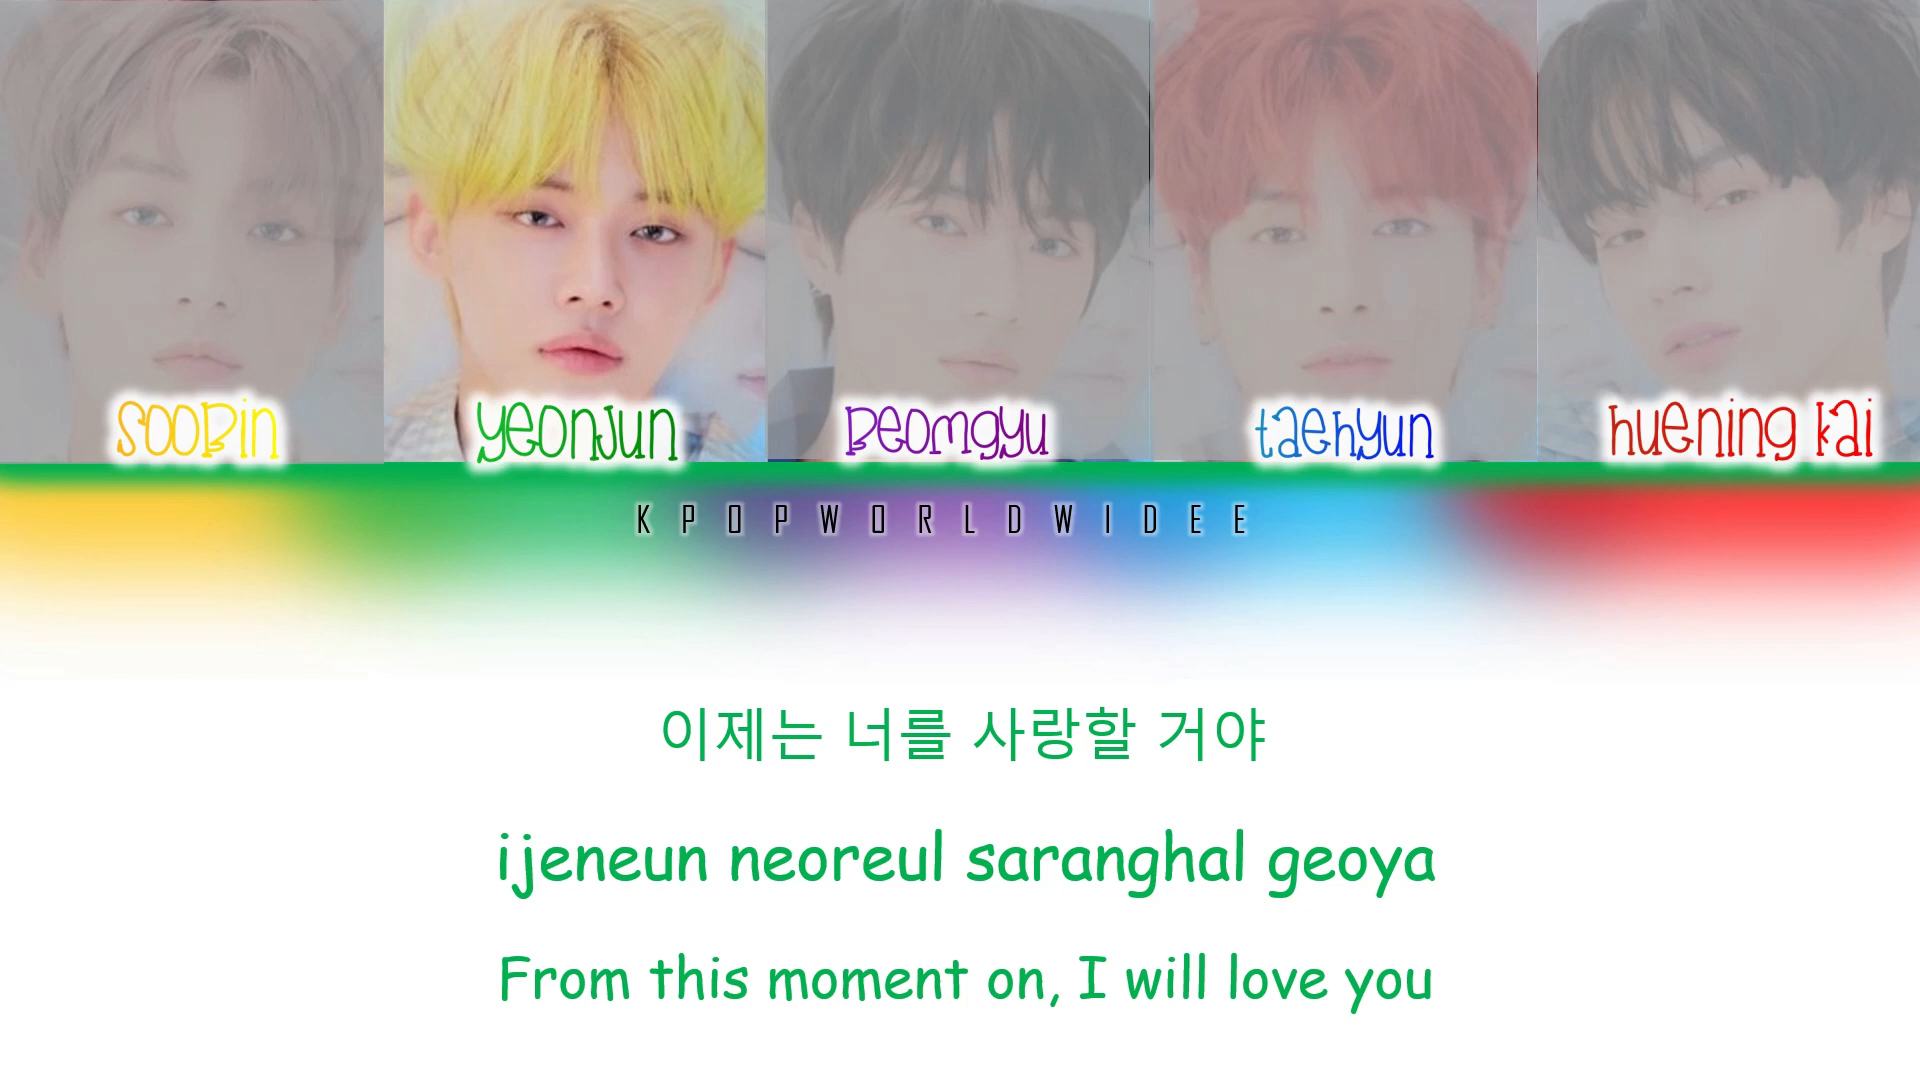 SOOBin
YEONJUN
BEOMGYU
taEHYUN
HUENING KAI
KPOPWORLDWIDEE
이제는 너를 사랑할 거야
ijeneun neoreul saranghal geoya
From this moment on, I will love you